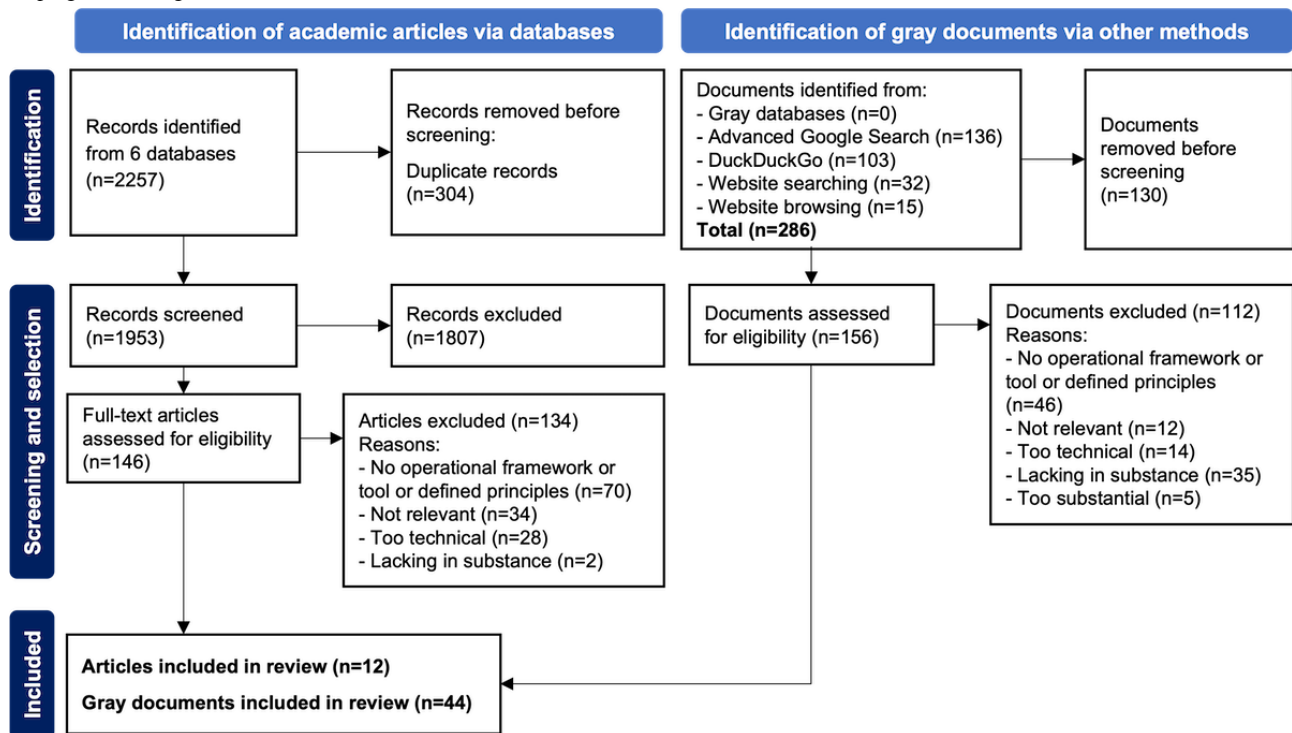 Identification of academic articles via databases
Identification of gray documents via other methods
Identification
Records identified
from 6 databases
(n=2257)
Records removed before
screening:
Duplicate records
(n=304)
Documents identified from:
- Gray databases (n=0)
- Advanced Google Search (n=136)
- DuckDuckGo (n=103)
- Website searching (n=32)
- Website browsing (n=15)
Total (n=286)
Documents
removed before
screening
(n=130)
Screening and selection
Records screened
(n=1953)
Records excluded
(n=1807)
Documents assessed
for eligibility (n=156)
Documents excluded (n=112)
Reasons:
- No operational framework or
tool or defined principles
(n=46)
- Not relevant (n=12)
- Too technical (n=14)
- Lacking in substance (n=35)
- Too substantial (n=5)
Full-text articles
assessed for eligibility
(n=146)
Articles excluded (n=134)
Reasons:
- No operational framework or
tool or defined principles (n=70)
- Not relevant (n=34)
- Too technical (n=28)
- Lacking in substance (n=2)
Included
Articles included in review (n=12)
Gray documents included in review (n=44)